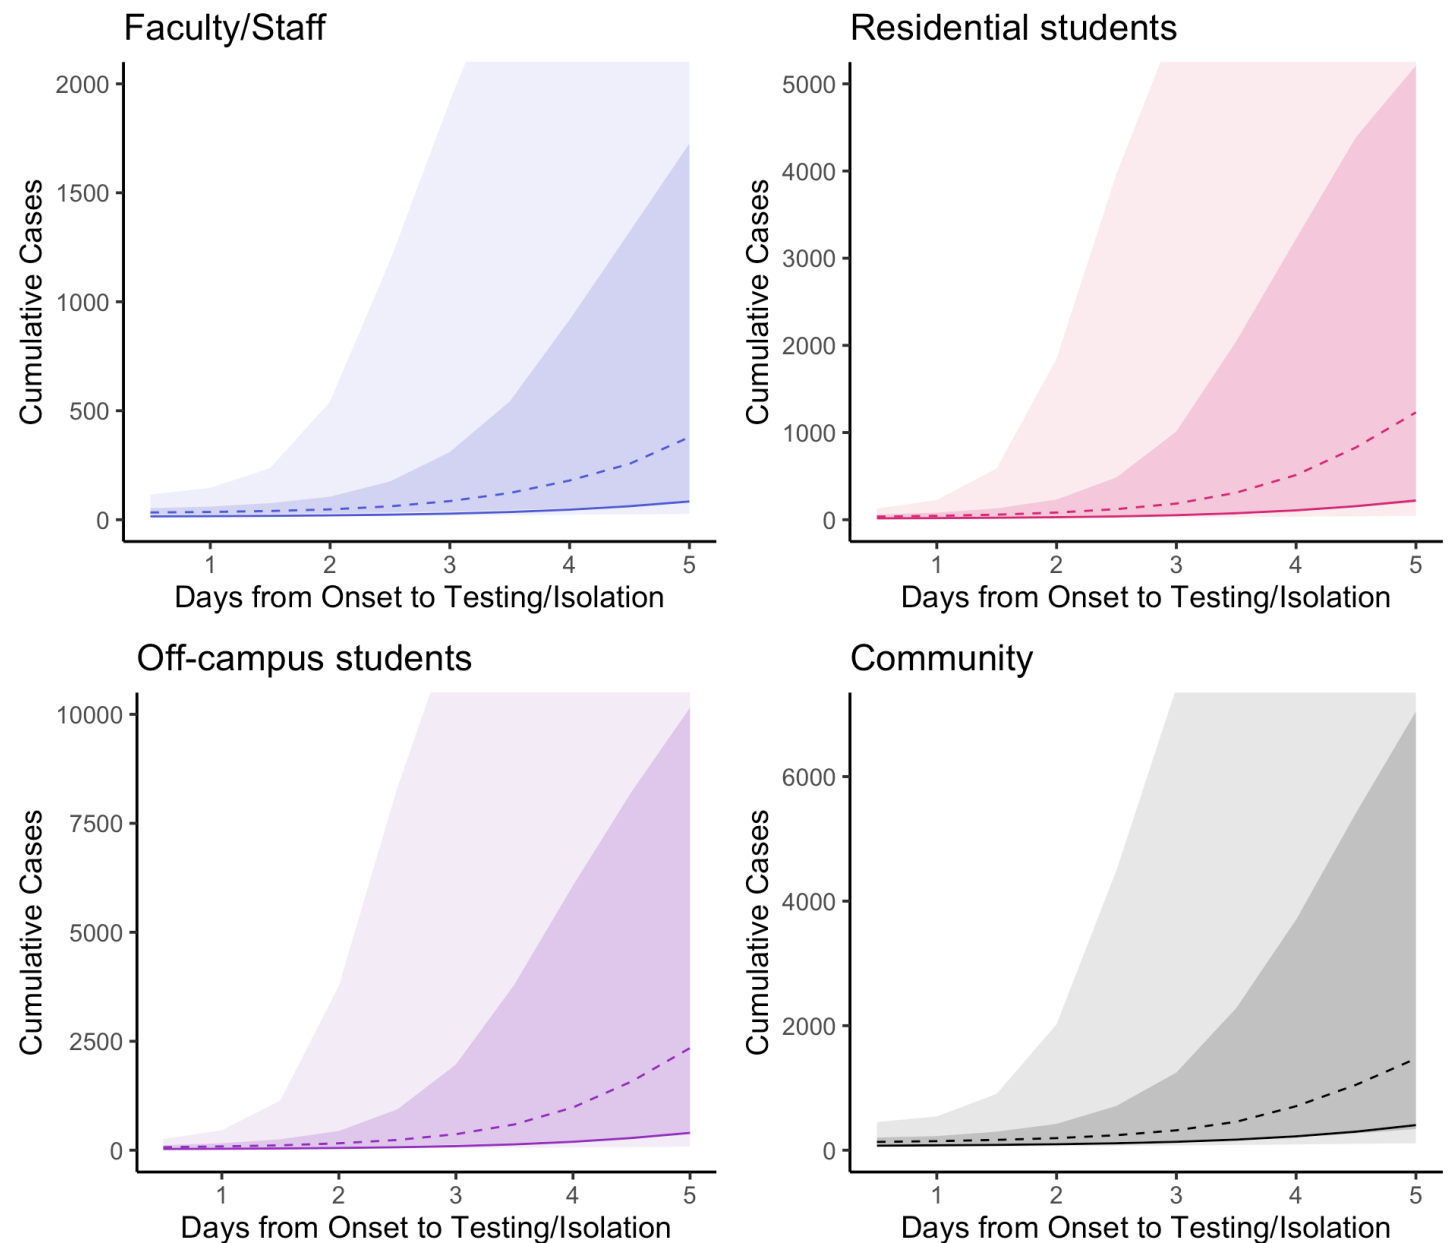 Faculty/Staff
Cumulative Cases
2000
1500
1000
500
0
1 2 3 4 5
Days from Onset to Testing/Isolation
Residential students
Cumulative Cases
5000
4000
3000
2000
1000
0
1 2 3 4 5
Days from Onset to Testing/Isolation
Off-campus students
Cumulative Cases
10000
7500
5000
2500
0
1 2 3 4 5
Days from Onset to Testing/Isolation
Community
Cumulative Cases
6000
4000
2000
0
1 2 3 4 5
Days from Onset to Testing/Isolation